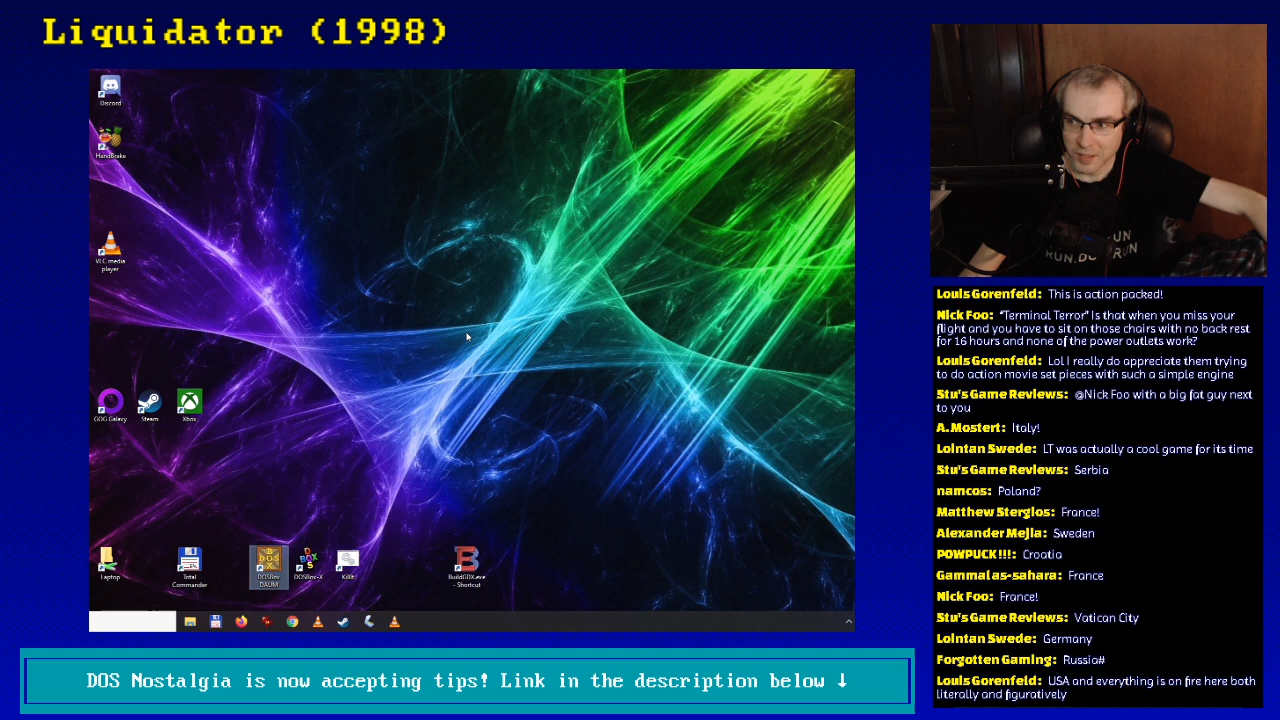 Liquidator (1998)
Discord
HandBrake
VLC media
player
GOG Galaxy
Steam
Xbox
Laptop
Total
Commander
DOSBox
DAUM
DOSBox-X
KillIt
BuildGDX.exe
- Shortcut
RUN
RUN.DO RUN
Louis Gorenfeld: This is action packed!
Nick Foo: "Terminal Terror" Is that when you miss your
flight and you have to sit on those chairs with no back rest
for 16 hours and none of the power outlets work?
Louis Gorenfeld: Lol I really do appreciate them trying
to do action movie set pieces with such a simple engine
Stu's Game Reviews: @Nick Foo with a big fat guy next
to you
A. Mostert: Italy!
Lointan Swede: LT was actually a cool game for its time
Stu's Game Reviews: Serbia
namcos: Poland?
Matthew Stergios: France!
Alexander Mejia: Sweden
POWPUCK!!!: Croatia
Gammalas-sahara: France
Nick Foo: France!
Stu's Game Reviews: Vatican City
Lointan Swede: Germany
Forgotten Gaming: Russia#
Louis Gorenfeld: USA and everything is on fire here both
literally and figuratively
DOS Nostalgia is now accepting tips! Link in the description below ↓